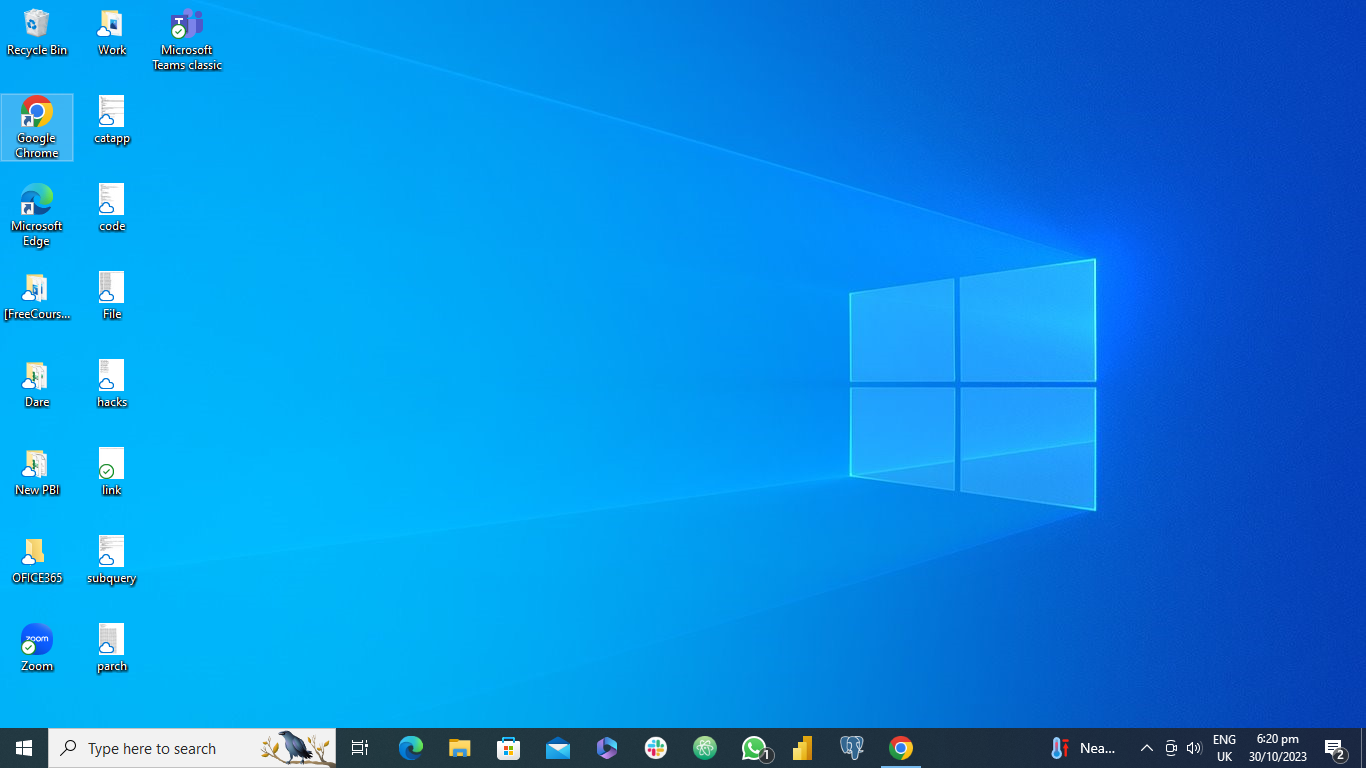 Recycle Bin
Work
Microsoft
Teams classic
Google
Chrome
catapp
Microsoft
Edge
code
[FreeCours...
File
Dare
hacks
New PBI
link
OFICE365
subquery
zoom
Zoom
parch
Type here to search
1
Nea...
ENG
UK
6:20 pm
30/10/2023
2